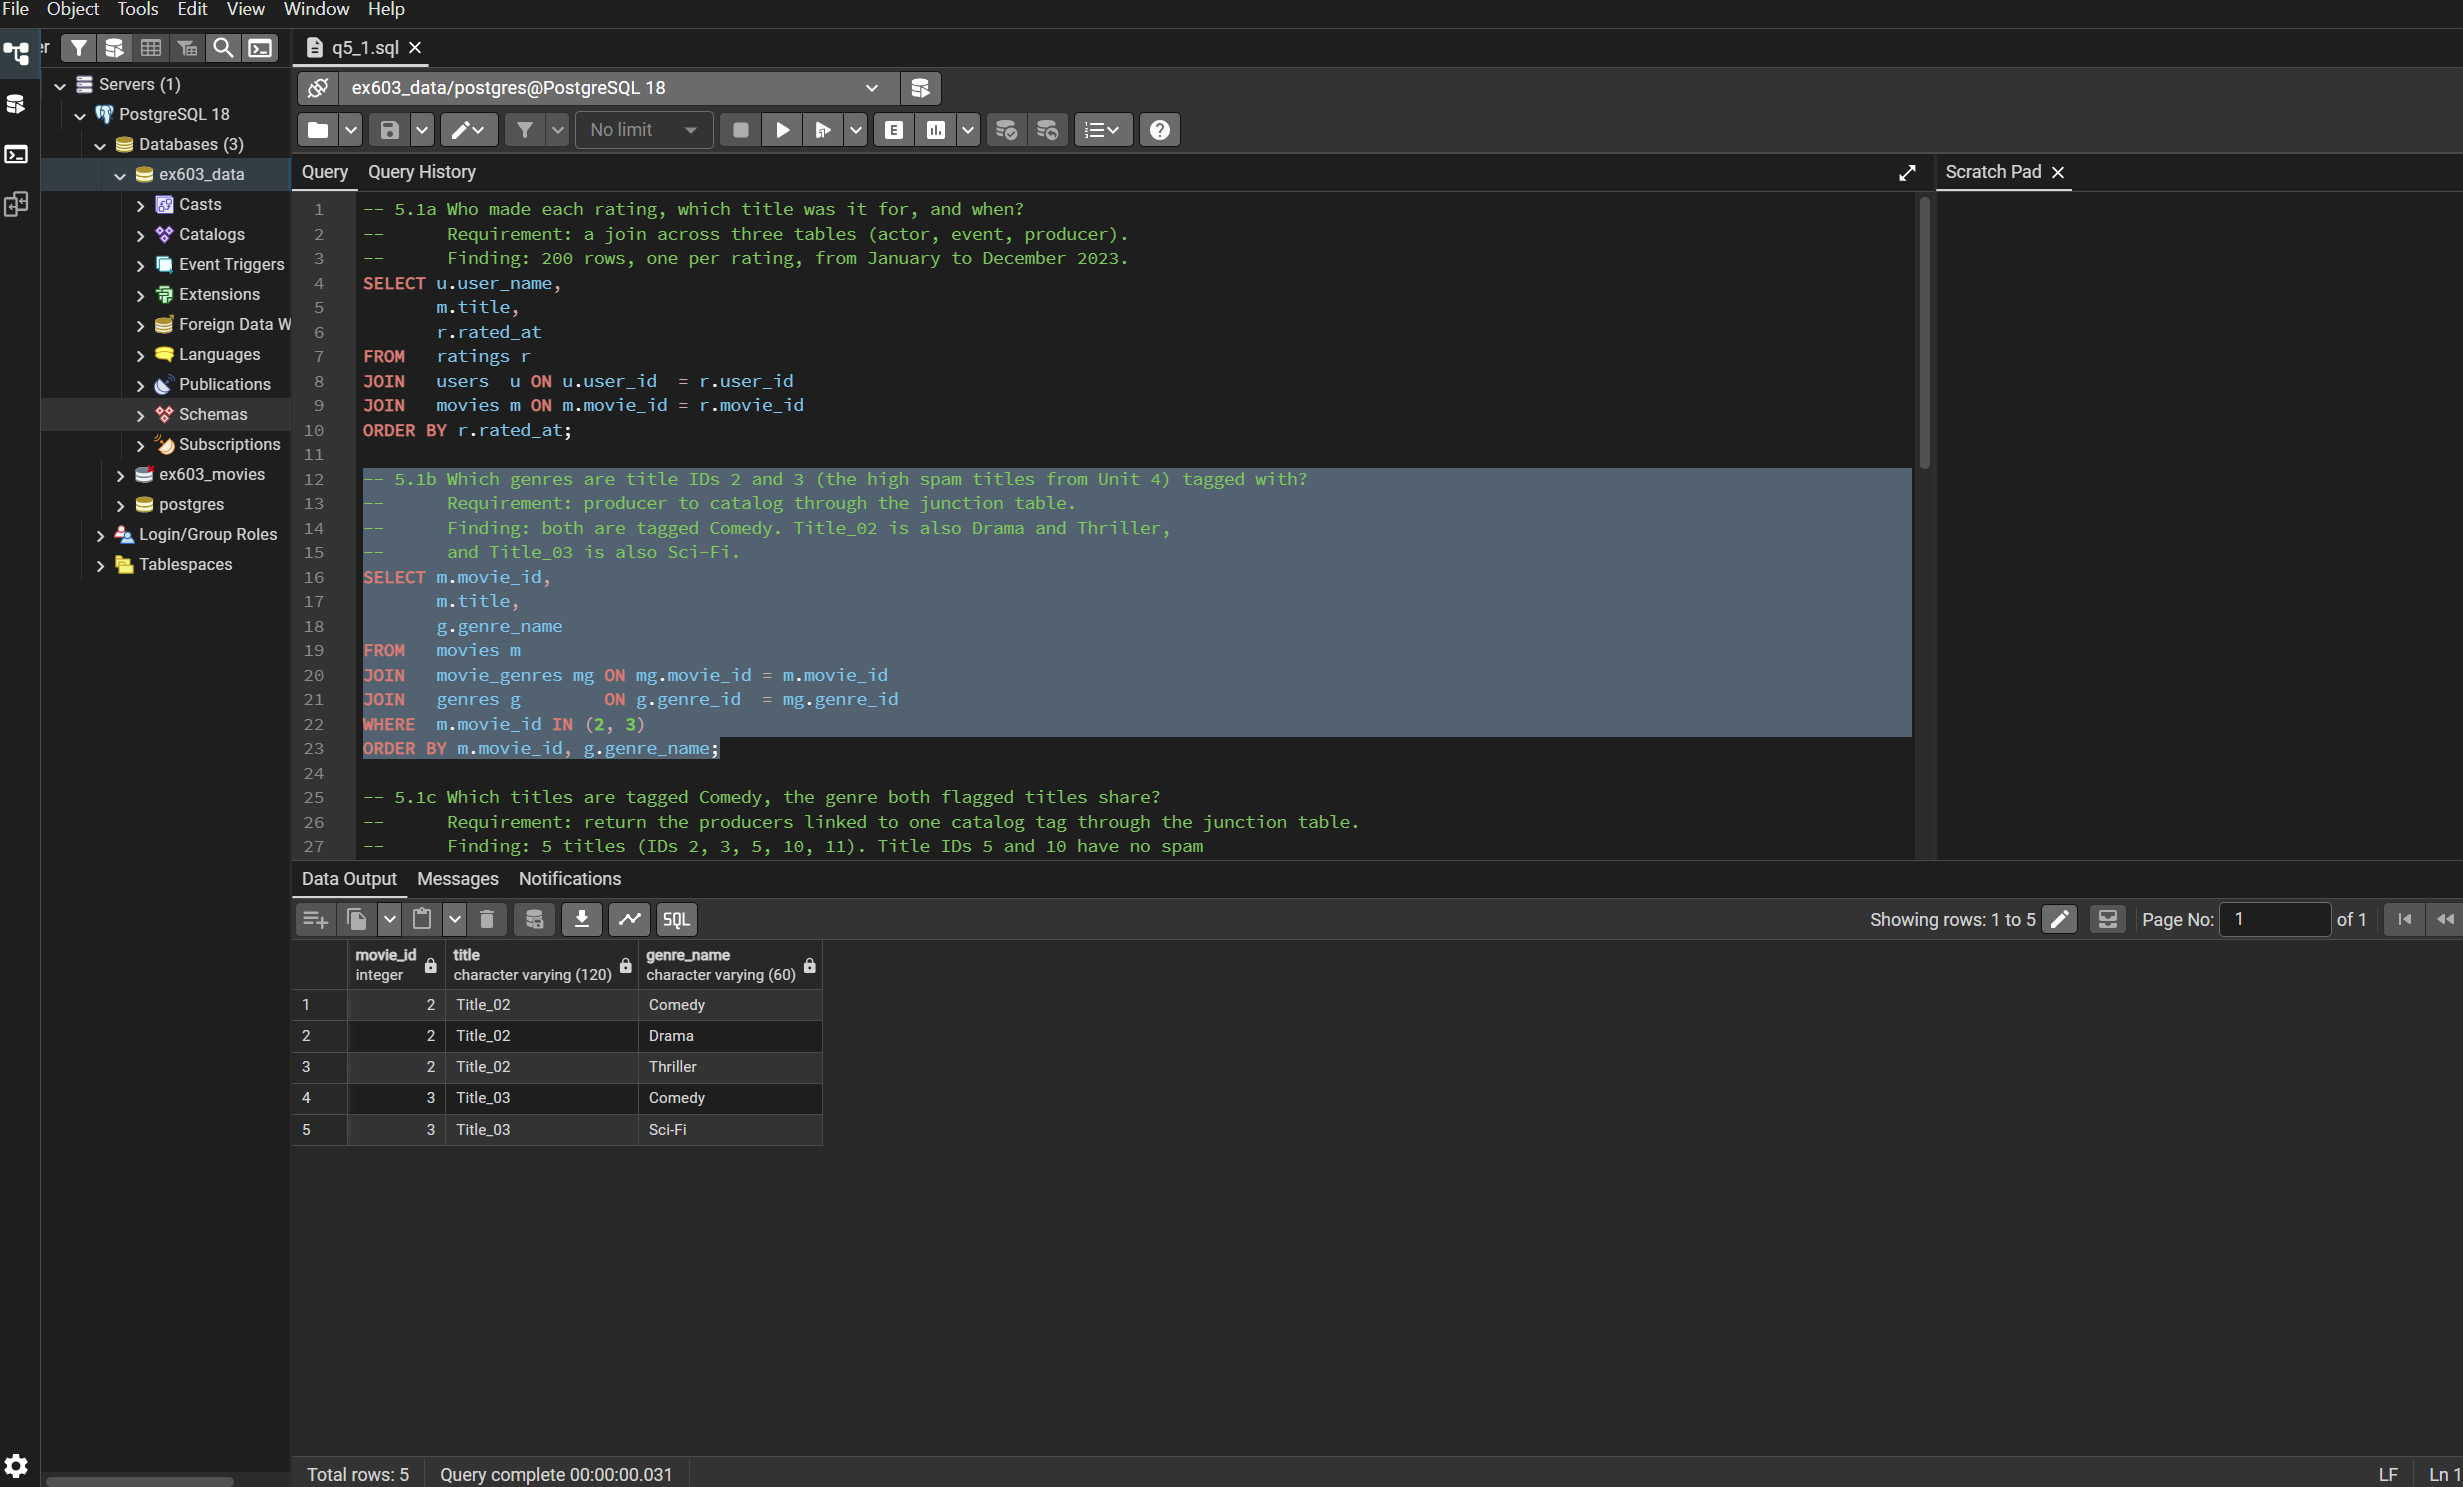 File Object Tools Edit View Window Help
er
q5_1.sql
Servers (1)
PostgreSQL 18
Databases (3)
ex603_data
Casts
Catalogs
Event Triggers
Extensions
Foreign Data W
Languages
Publications
Schemas
Subscriptions
ex603_movies
postgres
Login/Group Roles
Tablespaces
ex603_data/postgres@PostgreSQL 18
No limit
E
Query Query History
Scratch Pad
1 -- 5.1a Who made each rating, which title was it for, and when?
2 -- Requirement: a join across three tables (actor, event, producer).
3 -- Finding: 200 rows, one per rating, from January to December 2023.
4 SELECT u.user_name,
5 m.title,
6 r.rated_at
7 FROM ratings r
8 JOIN users u ON u.user_id = r.user_id
9 JOIN movies m ON m.movie_id = r.movie_id
10 ORDER BY r.rated_at;
11
12 -- 5.1b Which genres are title IDs 2 and 3 (the high spam titles from Unit 4) tagged with?
13 -- Requirement: producer to catalog through the junction table.
14 -- Finding: both are tagged Comedy. Title_02 is also Drama and Thriller,
15 -- and Title_03 is also Sci-Fi.
16 SELECT m.movie_id,
17 m.title,
18 g.genre_name
19 FROM movies m
20 JOIN movie_genres mg ON mg.movie_id = m.movie_id
21 JOIN genres g ON g.genre_id = mg.genre_id
22 WHERE m.movie_id IN (2, 3)
23 ORDER BY m.movie_id, g.genre_name;
24
25 -- 5.1c Which titles are tagged Comedy, the genre both flagged titles share?
26 -- Requirement: return the producers linked to one catalog tag through the junction table.
27 -- Finding: 5 titles (IDs 2, 3, 5, 10, 11). Title IDs 5 and 10 have no spam
Data Output Messages Notifications
SQL
Showing rows: 1 to 5
Page No: 1 of 1
movie_id title genre_name
integer character varying (120) character varying (60)
1 2 Title_02 Comedy
2 2 Title_02 Drama
3 2 Title_02 Thriller
4 3 Title_03 Comedy
5 3 Title_03 Sci-Fi
Total rows: 5 Query complete 00:00:00.031
LF Ln 1